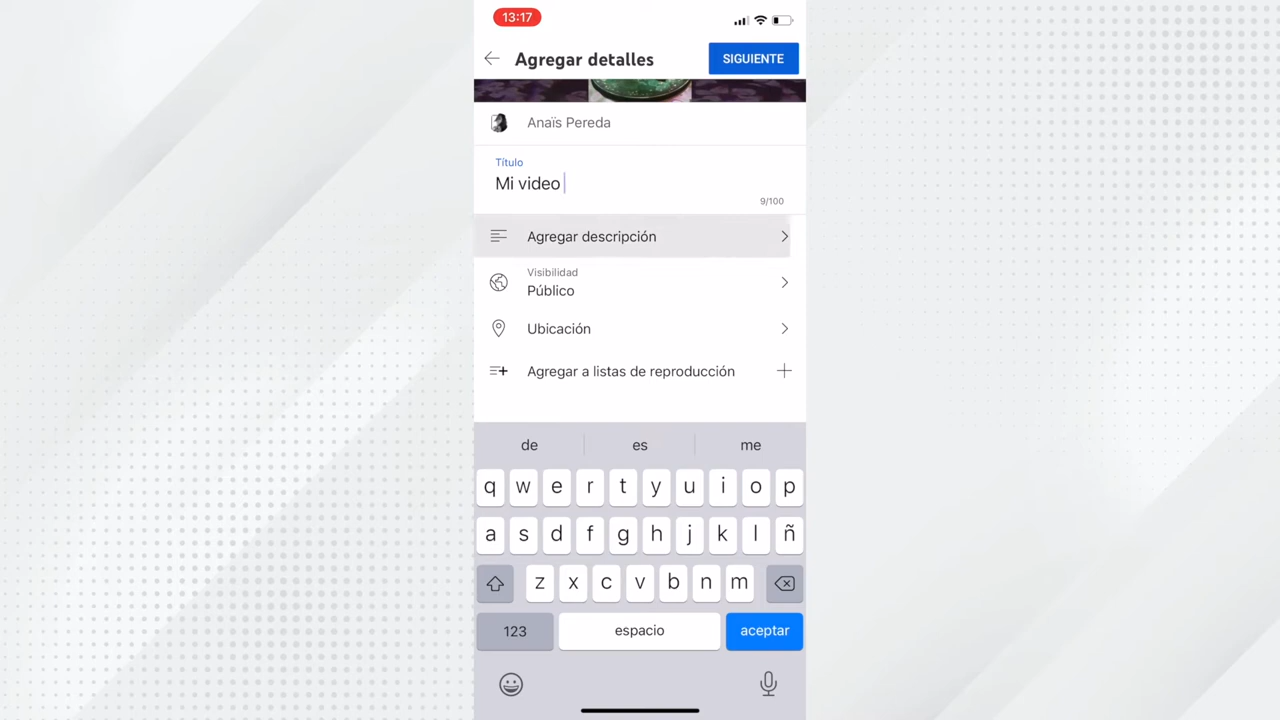 13:17
Agregar detalles
SIGUIENTE
Anaïs Pereda
Título
Mi video
9/100
Agregar descripción
Visibilidad
Público
Ubicación
Agregar a listas de reproducción
de es me
q w e r t y u i o p
a s d f g h j k l ñ
z x c v b n m
123 espacio aceptar